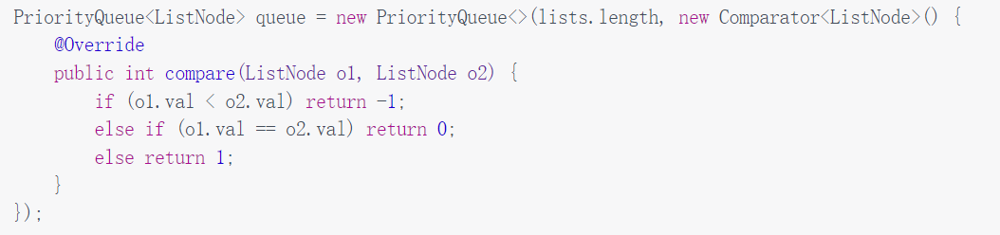 PriorityQueue<ListNode> queue = new PriorityQueue<>(lists.length, new Comparator<ListNode>() {
    @Override
    public int compare(ListNode o1, ListNode o2) {
        if (o1.val < o2.val) return -1;
        else if (o1.val == o2.val) return 0;
        else return 1;
    }
});